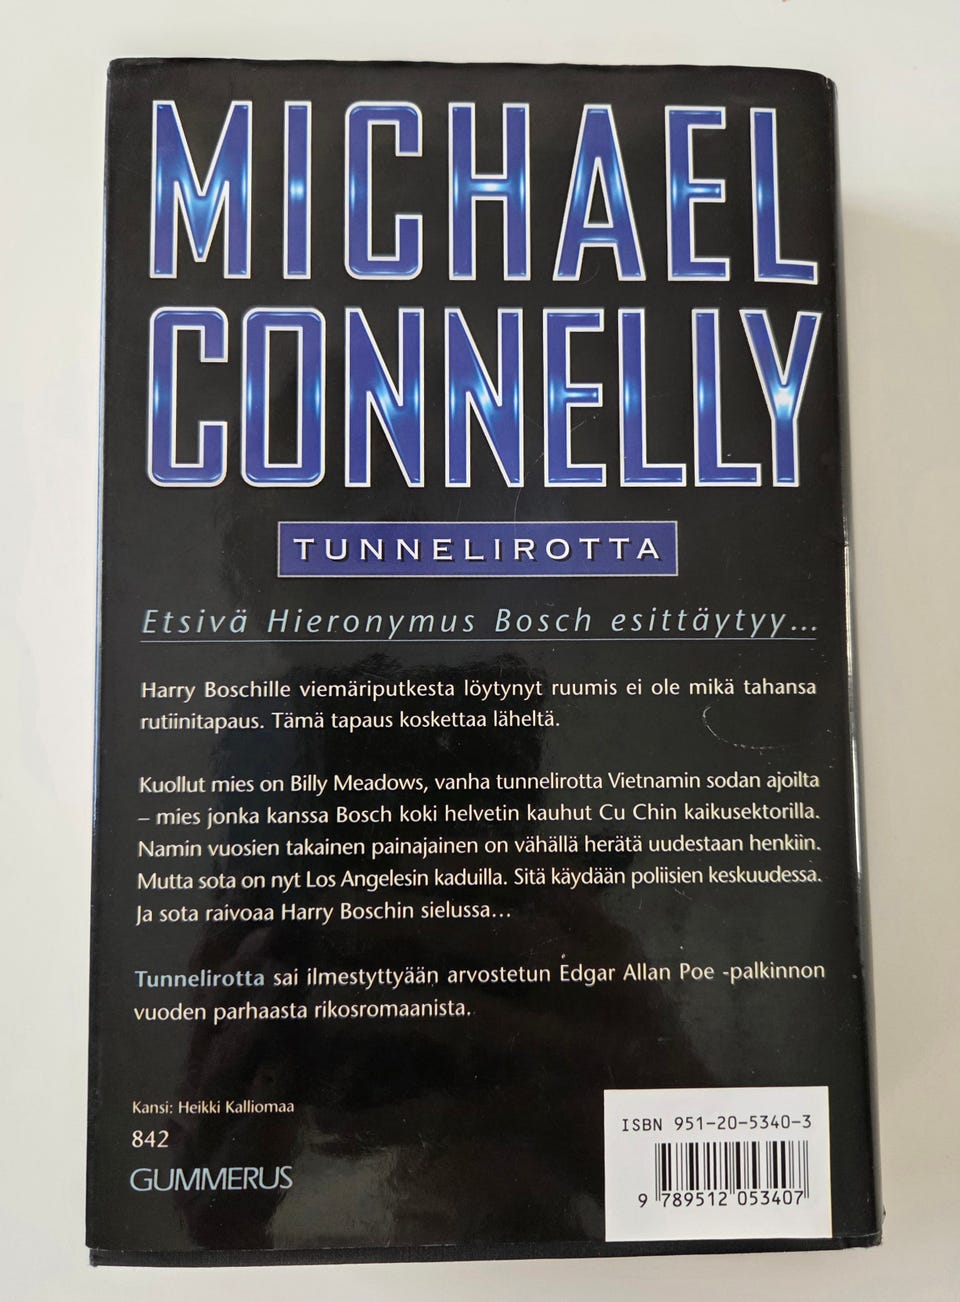 MICHAEL
CONNELLY
TUNNELIROTTA
Etsivä Hieronymus Bosch esittäytyy...
Harry Boschille viemäriputkesta löytynyt ruumis ei ole mikä tahansa
rutiinitapaus. Tämä tapaus koskettaa läheltä.
Kuollut mies on Billy Meadows, vanha tunnelirotta Vietnamin sodan ajoilta
– mies jonka kanssa Bosch koki helvetin kauhut Cu Chin kaikusektorilla.
Namin vuosien takainen painajainen on vähällä herätä uudestaan henkiin.
Mutta sota on nyt Los Angelesin kaduilla. Sitä käydään poliisien keskuudessa.
Ja sota raivoaa Harry Boschin sielussa...
Tunnelirotta sai ilmestyttyään arvostetun Edgar Allan Poe -palkinnon
vuoden parhaasta rikosromaanista.
Kansi: Heikki Kalliomaa
842
GUMMERUS
ISBN 951-20-5340-3
9 789512 053407